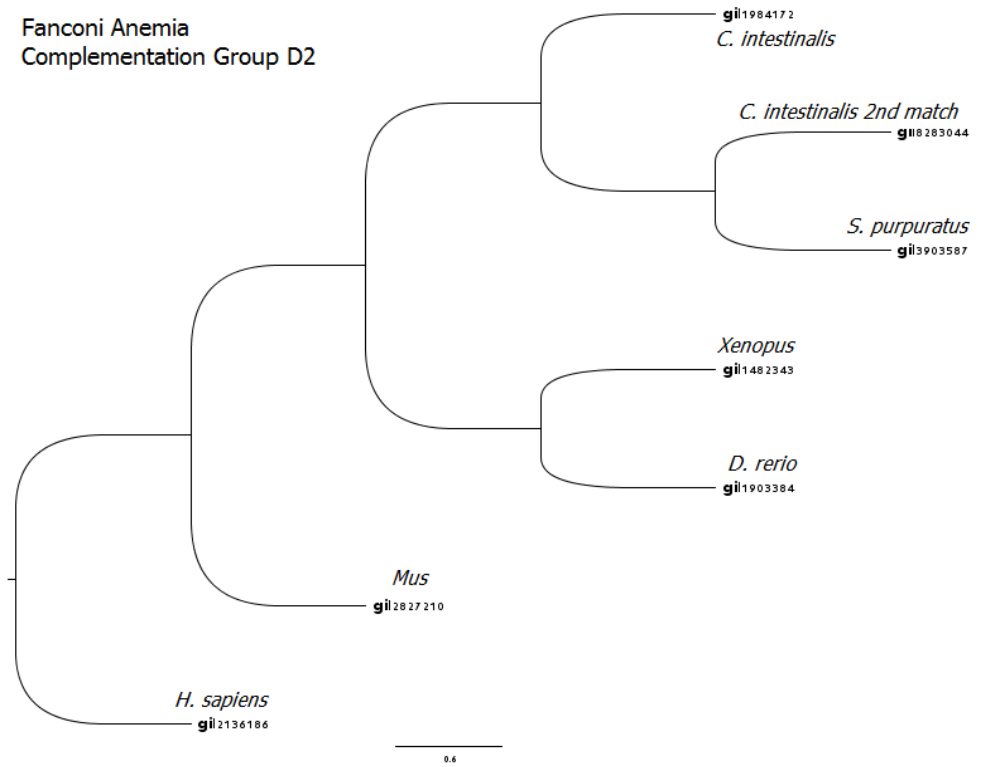 Fanconi Anemia
Complementation Group D2
gi|1984172
C. intestinalis
C. intestinalis 2nd match
gi|8283044
S. purpuratus
gi|3903587
Xenopus
gi|1482343
D. rerio
gi|1903384
Mus
gi|2827210
H. sapiens
gi|2136186
0.6